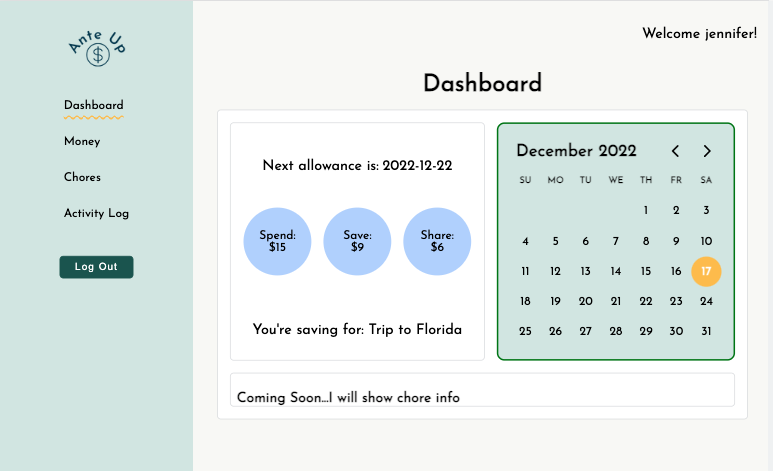 Ante Up
$
Dashboard
Money
Chores
Activity Log
Log Out
Welcome jennifer!
Dashboard
Next allowance is: 2022-12-22
Spend:
$15
Save:
$9
Share:
$6
You're saving for: Trip to Florida
December 2022
SU MO TU WE TH FR SA
1 2 3
4 5 6 7 8 9 10
11 12 13 14 15 16 17
18 19 20 21 22 23 24
25 26 27 28 29 30 31
Coming Soon...I will show chore info